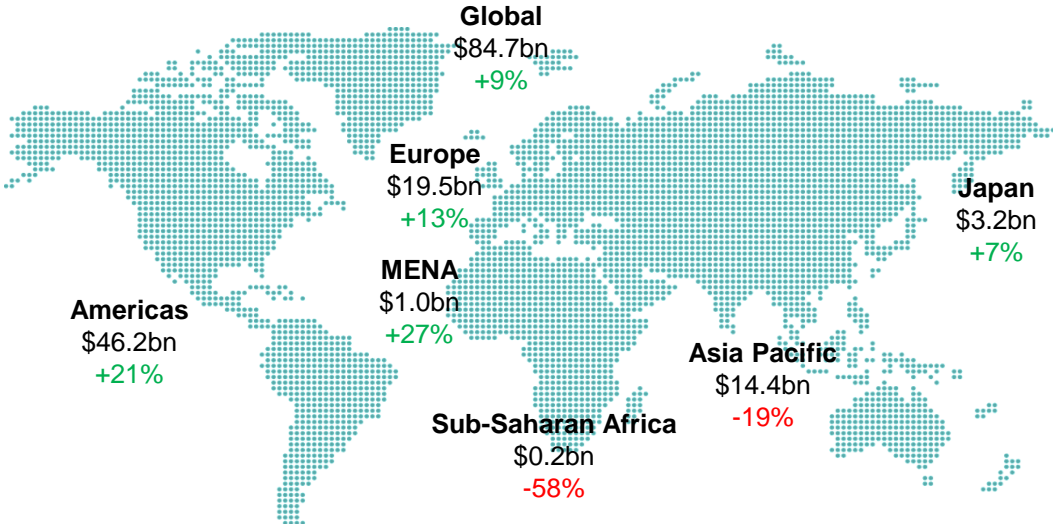 Global
$84.7bn
+9%
Europe
$19.5bn
+13%
Japan
$3.2bn
+7%
MENA
$1.0bn
+27%
Americas
$46.2bn
+21%
Asia Pacific
$14.4bn
-19%
Sub-Saharan Africa
$0.2bn
-58%